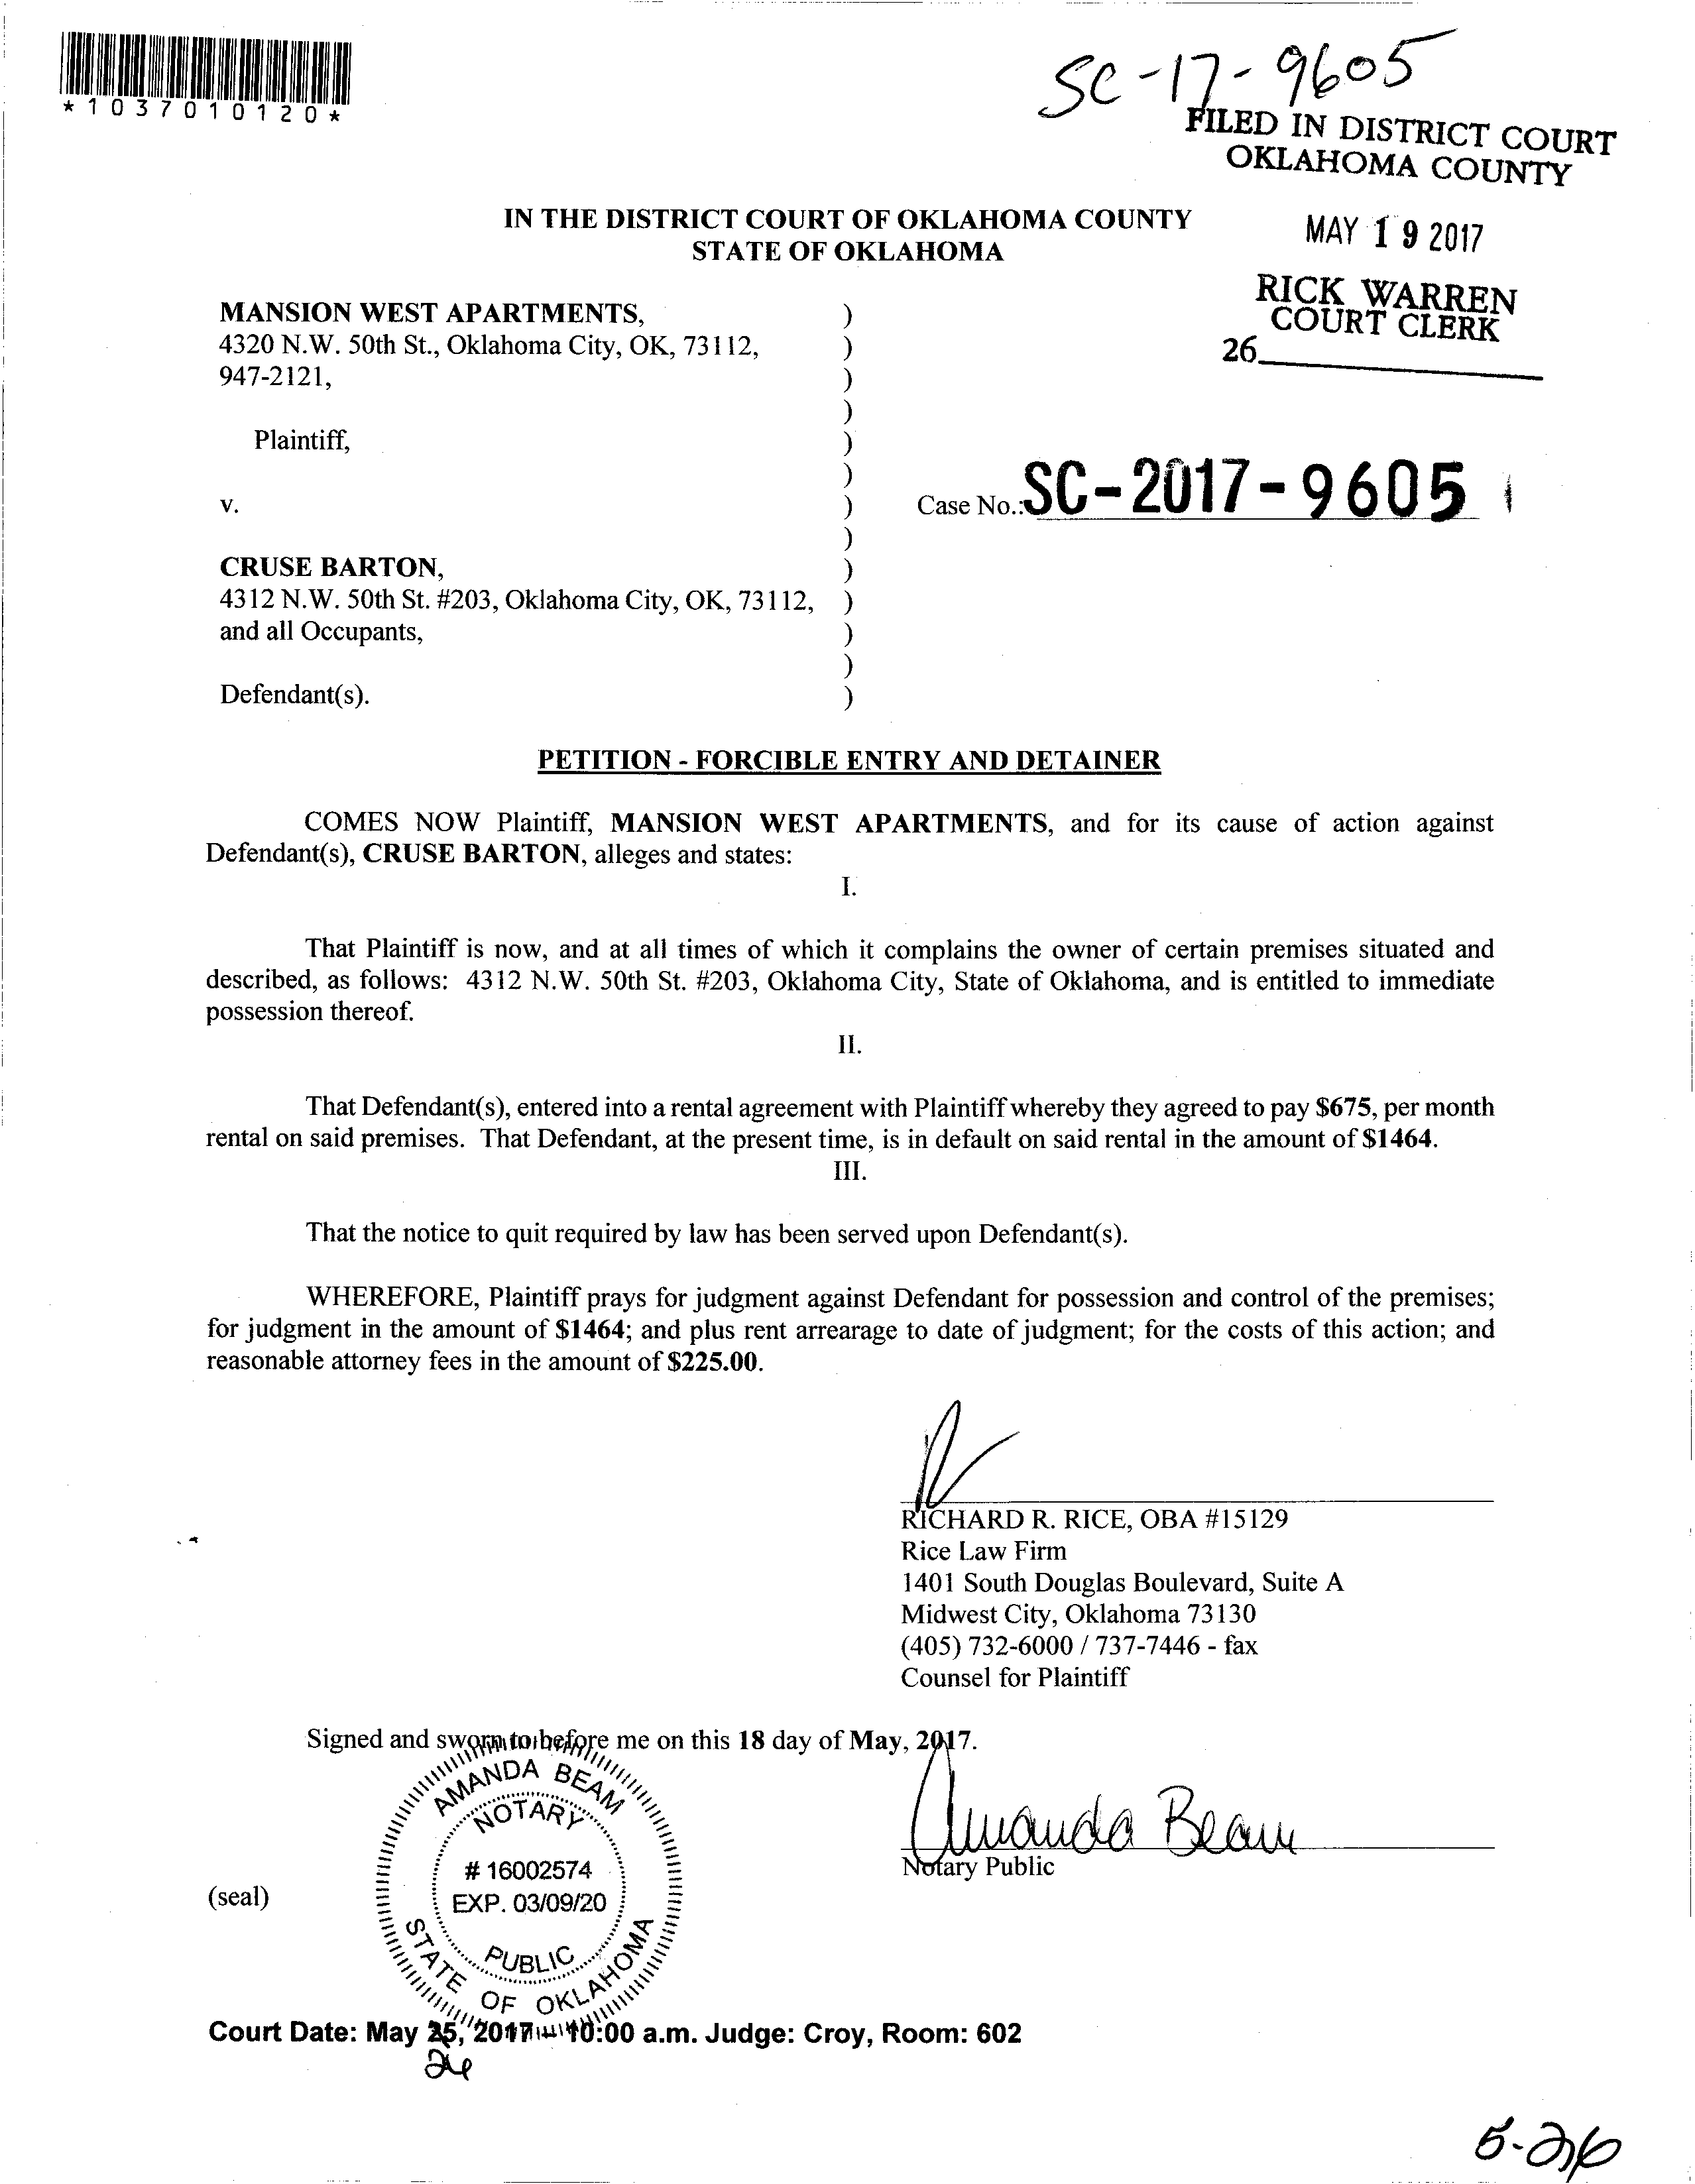 *1037010120*
SC-17-9605
FILED IN DISTRICT COURT
OKLAHOMA COUNTY
MAY 19 2017
RICK WARREN
COURT CLERK
26
IN THE DISTRICT COURT OF OKLAHOMA COUNTY
STATE OF OKLAHOMA
MANSION WEST APARTMENTS, )
4320 N.W. 50th St., Oklahoma City, OK, 73112, )
947-2121, )
)
Plaintiff, )
)
v. ) Case No.: SC-2017-9605
)
CRUSE BARTON, )
4312 N.W. 50th St. #203, Oklahoma City, OK, 73112, )
and all Occupants, )
)
Defendant(s). )
PETITION - FORCIBLE ENTRY AND DETAINER
COMES NOW Plaintiff, MANSION WEST APARTMENTS, and for its cause of action against
Defendant(s), CRUSE BARTON, alleges and states:
I.
That Plaintiff is now, and at all times of which it complains the owner of certain premises situated and
described, as follows: 4312 N.W. 50th St. #203, Oklahoma City, State of Oklahoma, and is entitled to immediate
possession thereof.
II.
That Defendant(s), entered into a rental agreement with Plaintiff whereby they agreed to pay $675, per month
rental on said premises. That Defendant, at the present time, is in default on said rental in the amount of $1464.
III.
That the notice to quit required by law has been served upon Defendant(s).
WHEREFORE, Plaintiff prays for judgment against Defendant for possession and control of the premises;
for judgment in the amount of $1464; and plus rent arrearage to date of judgment; for the costs of this action; and
reasonable attorney fees in the amount of $225.00.
RICHARD R. RICE, OBA #15129
Rice Law Firm
1401 South Douglas Boulevard, Suite A
Midwest City, Oklahoma 73130
(405) 732-6000 / 737-7446 - fax
Counsel for Plaintiff
Signed and sworn to before me on this 18 day of May, 2017.
Amanda Beam
Notary Public
(seal)
AMANDA BEAM
NOTARY
# 16002574
EXP. 03/09/20
PUBLIC
STATE OF OKLAHOMA
Court Date: May 25, 2017 10:00 a.m. Judge: Croy, Room: 602
26
5-26